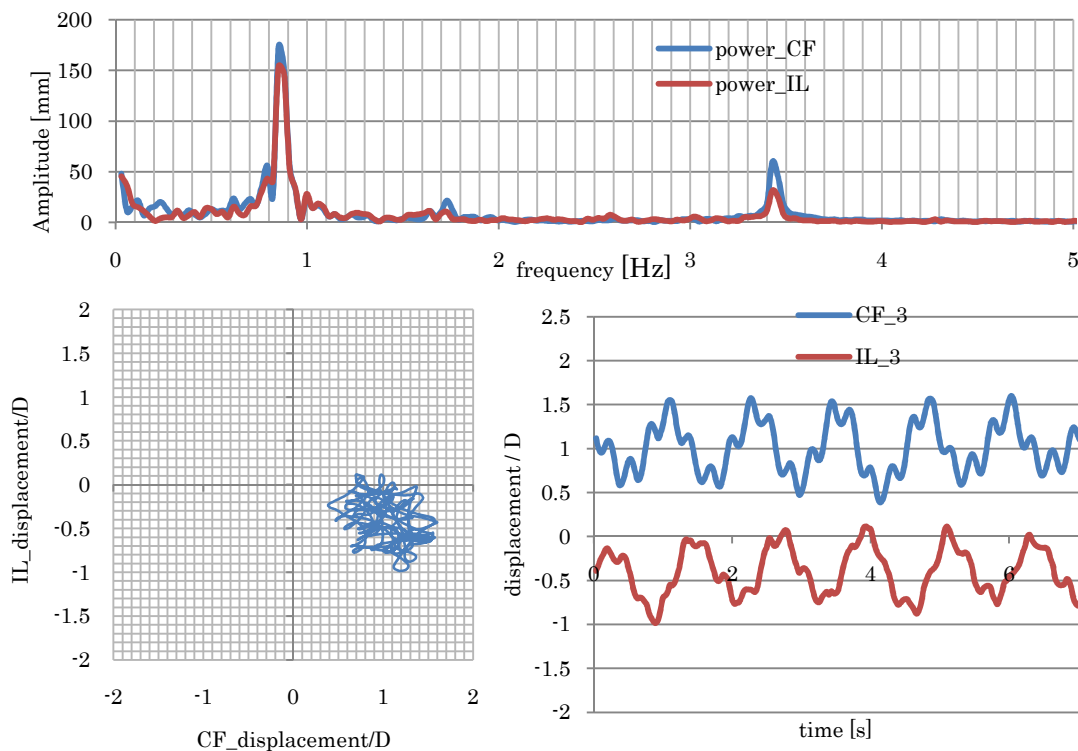 200
150
100
50
0
Amplitude [mm]
power_CF
power_IL
0 1 2 3 4 5
frequency [Hz]
2
1.5
1
0.5
0
-0.5
-1
-1.5
-2
IL_displacement/D
-2 -1 0 1 2
CF_displacement/D
2.5
2
1.5
1
0.5
0
-0.5
-1
-1.5
-2
displacement / D
CF_3
IL_3
0 2 4 6
time [s]